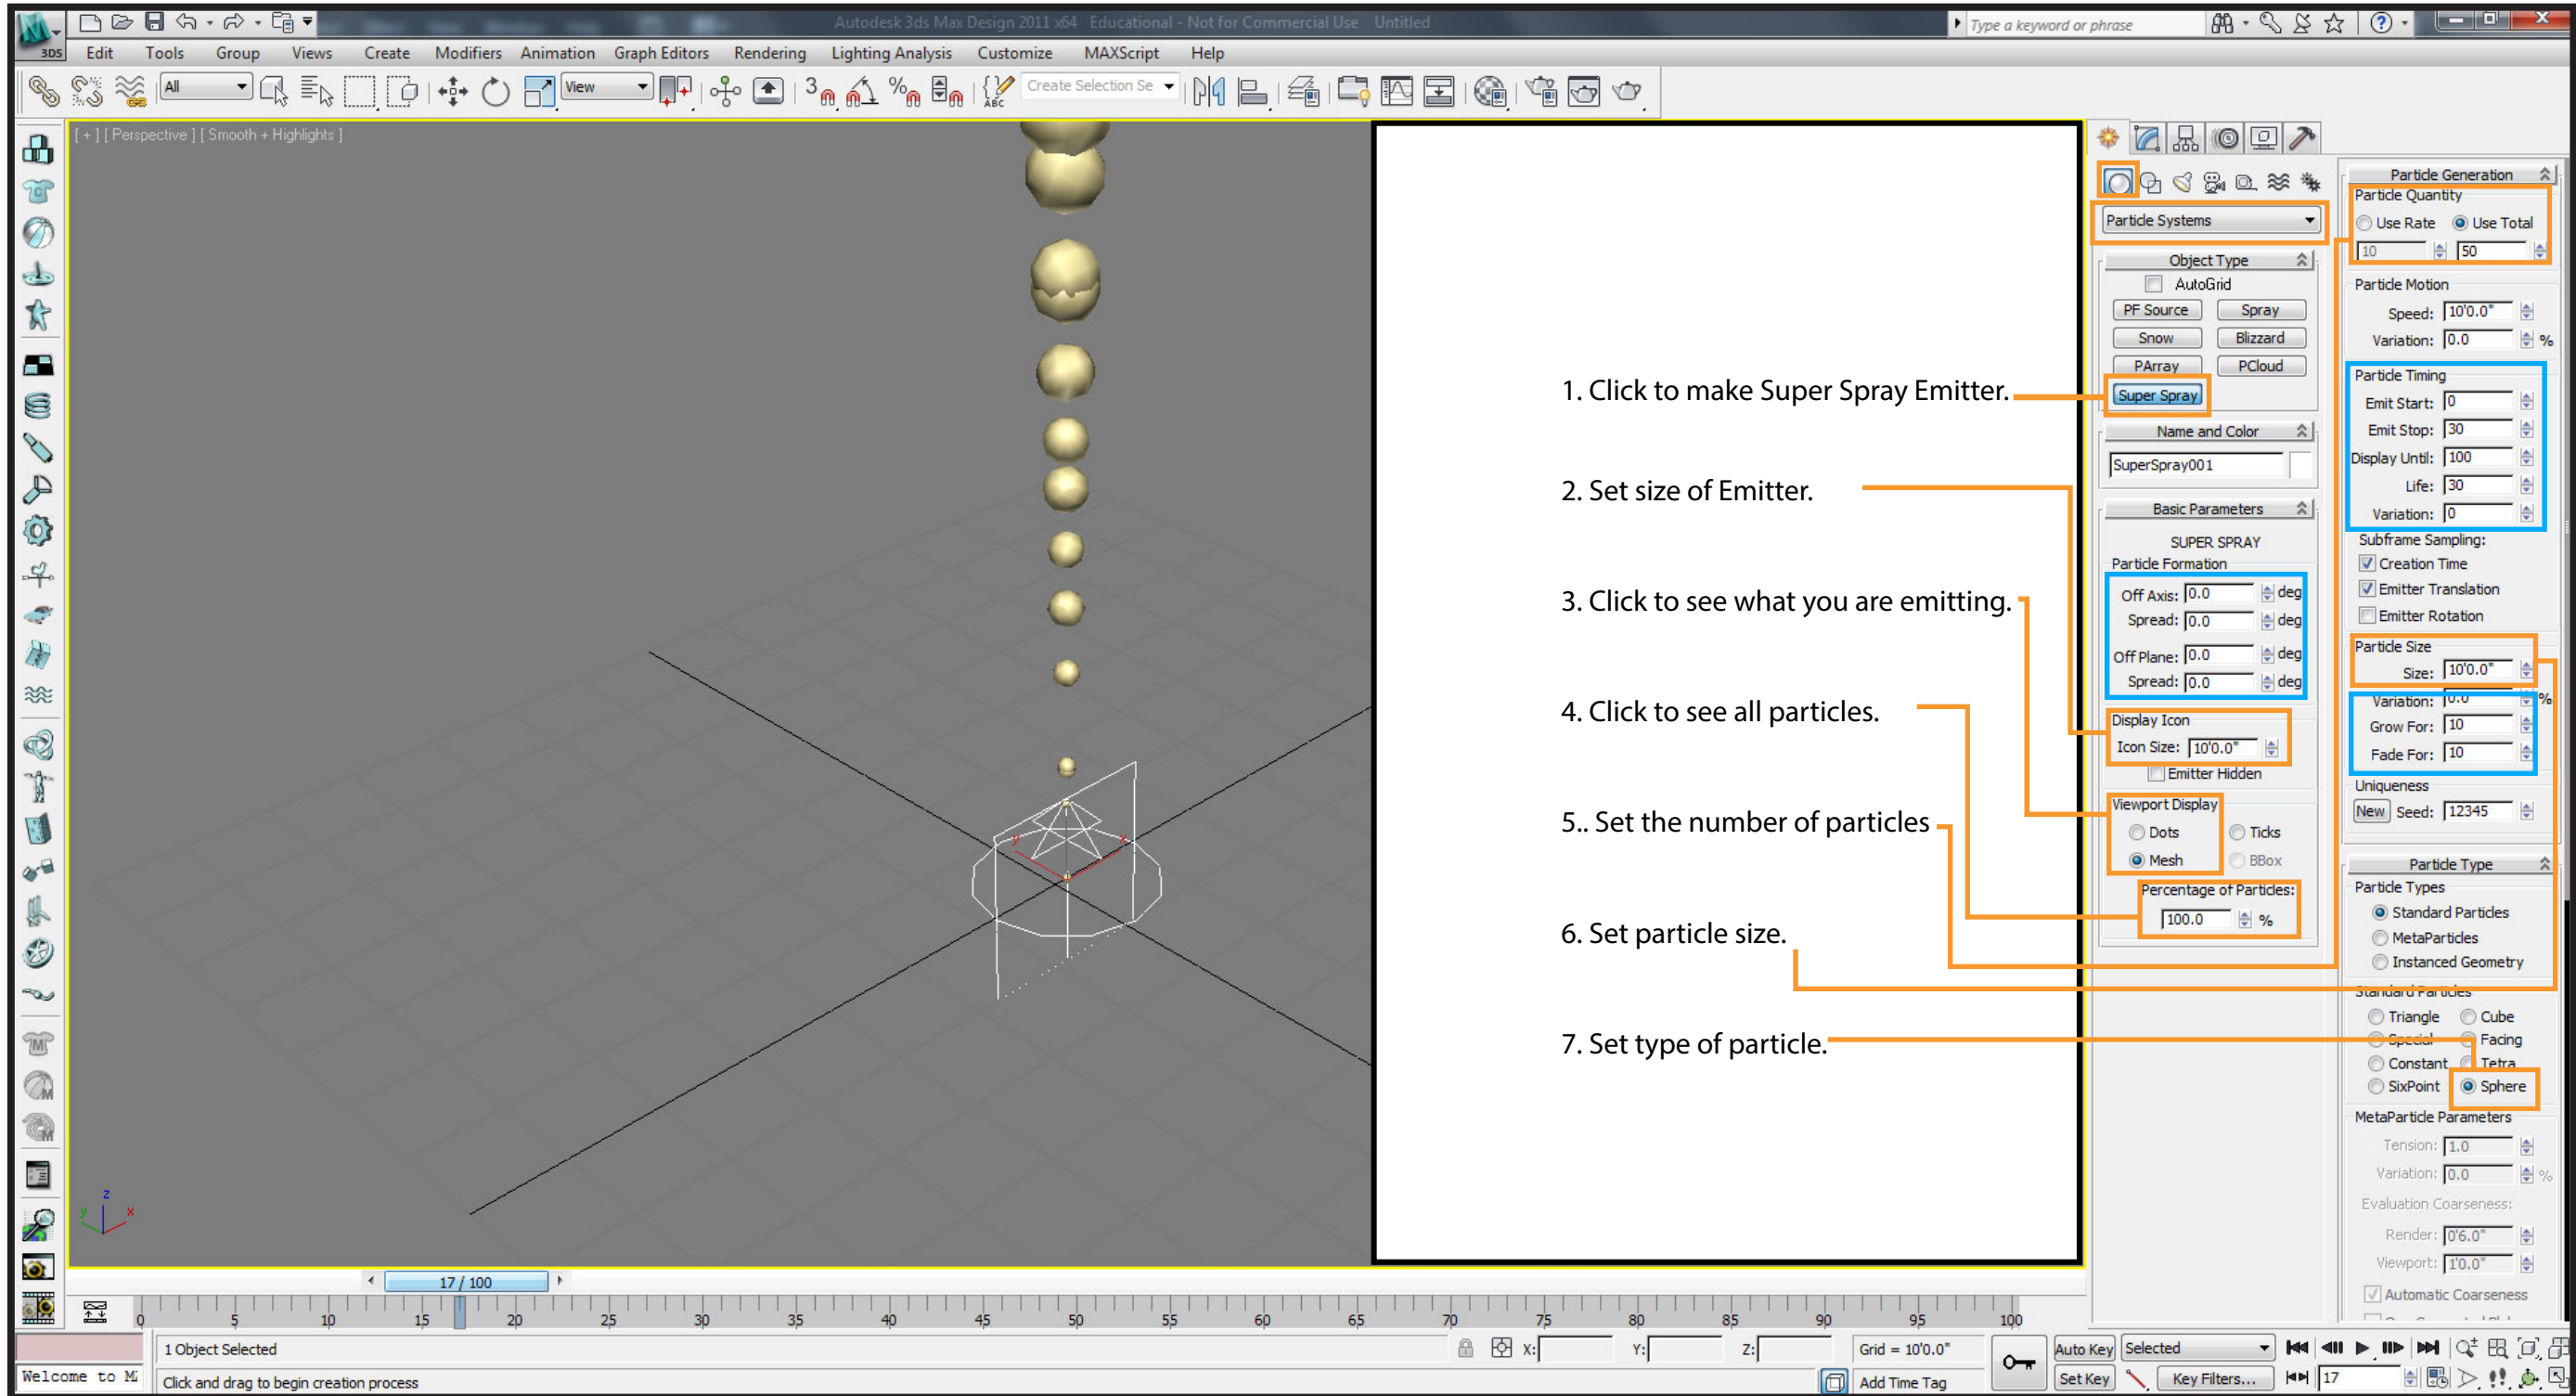 Autodesk 3ds Max Design 2011 x64 Educational - Not for Commercial Use Untitled
Type a keyword or phrase
3DS Edit Tools Group Views Create Modifiers Animation Graph Editors Rendering Lighting Analysis Customize MAXScript Help
All View 3 % ABC Create Selection Se
[ + ] [ Perspective ] [ Smooth + Highlights ]
1. Click to make Super Spray Emitter.
2. Set size of Emitter.
3. Click to see what you are emitting.
4. Click to see all particles.
5.. Set the number of particles
6. Set particle size.
7. Set type of particle.
Particle Systems
Object Type
AutoGrid
PF Source Spray
Snow Blizzard
PArray PCloud
Super Spray
Name and Color
SuperSpray001
Basic Parameters
SUPER SPRAY
Particle Formation
Off Axis: 0.0 deg
Spread: 0.0 deg
Off Plane: 0.0 deg
Spread: 0.0 deg
Display Icon
Icon Size: 10'0.0"
Emitter Hidden
Viewport Display
Dots Ticks
Mesh BBox
Percentage of Particles:
100.0 %
Particle Generation
Particle Quantity
Use Rate Use Total
10 50
Particle Motion
Speed: 10'0.0"
Variation: 0.0 %
Particle Timing
Emit Start: 0
Emit Stop: 30
Display Until: 100
Life: 30
Variation: 0
Subframe Sampling:
Creation Time
Emitter Translation
Emitter Rotation
Particle Size
Size: 10'0.0"
Variation: 0.0 %
Grow For: 10
Fade For: 10
Uniqueness
New Seed: 12345
Particle Type
Particle Types
Standard Particles
MetaParticles
Instanced Geometry
Standard Particles
Triangle Cube
Special Facing
Constant Tetra
SixPoint Sphere
MetaParticle Parameters
Tension: 1.0
Variation: 0.0 %
Evaluation Coarseness:
Render: 0'6.0"
Viewport: 1'0.0"
Automatic Coarseness
y x
z
y x
17 / 100
0 5 10 15 20 25 30 35 40 45 50 55 60 65 70 75 80 85 90 95 100
1 Object Selected X: Y: Z: Grid = 10'0.0" Auto Key Selected
Welcome to M Click and drag to begin creation process Add Time Tag Set Key Key Filters... 17